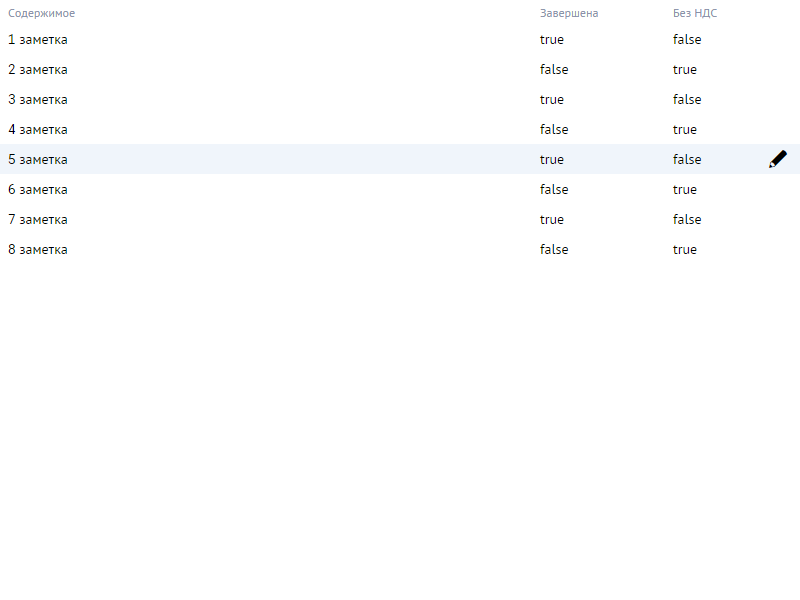 Содержимое Завершена Без НДС
1 заметка true false
2 заметка false true
3 заметка true false
4 заметка false true
5 заметка true false
6 заметка false true
7 заметка true false
8 заметка false true